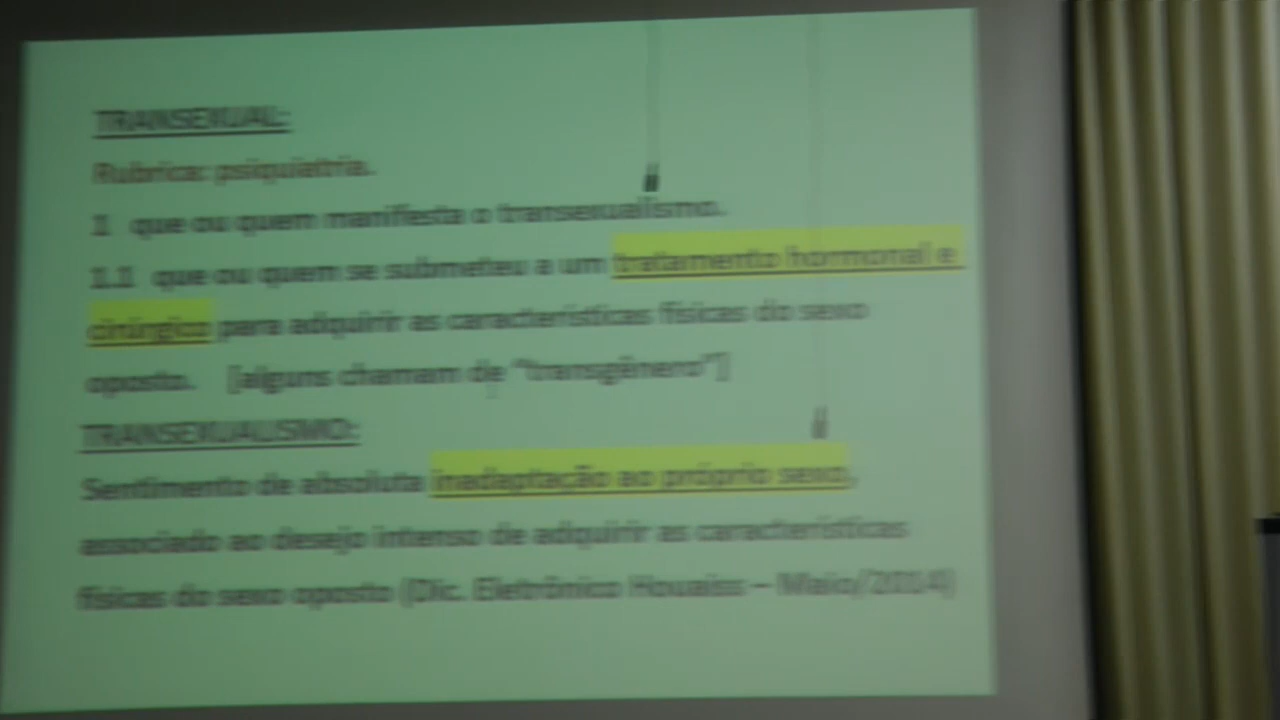 TRANSEXUAL:
Rubrica: psiquiatria.
1 que ou quem manifesta o transexualismo.
1.1 que ou quem se submeteu a um tratamento hormonal e
cirúrgico para adquirir as características físicas do sexo
oposto. [alguns chamam de "transgênero"]
TRANSEXUALISMO:
Sentimento de absoluta inadaptação ao próprio sexo,
associado ao desejo intenso de adquirir as características
físicas do sexo oposto (Dic. Eletrônico Houaiss – Maio/2014)